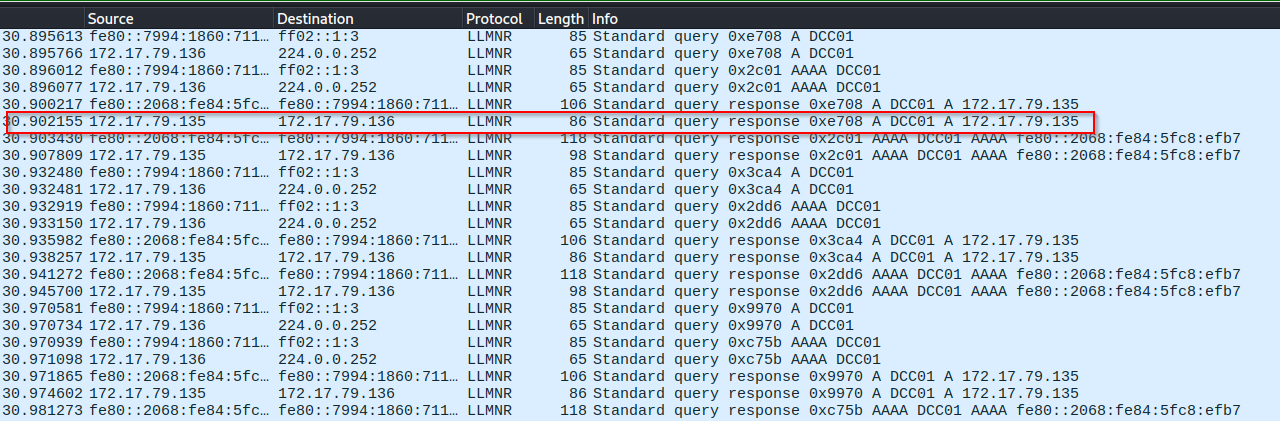 Source Destination Protocol Length Info
30.895613 fe80::7994:1860:711… ff02::1:3 LLMNR 85 Standard query 0xe708 A DCC01
30.895766 172.17.79.136 224.0.0.252 LLMNR 65 Standard query 0xe708 A DCC01
30.896012 fe80::7994:1860:711… ff02::1:3 LLMNR 85 Standard query 0x2c01 AAAA DCC01
30.896077 172.17.79.136 224.0.0.252 LLMNR 65 Standard query 0x2c01 AAAA DCC01
30.900217 fe80::2068:fe84:5fc… fe80::7994:1860:711… LLMNR 106 Standard query response 0xe708 A DCC01 A 172.17.79.135
30.902155 172.17.79.135 172.17.79.136 LLMNR 86 Standard query response 0xe708 A DCC01 A 172.17.79.135
30.903430 fe80::2068:fe84:5fc… fe80::7994:1860:711… LLMNR 118 Standard query response 0x2c01 AAAA DCC01 AAAA fe80::2068:fe84:5fc8:efb7
30.907809 172.17.79.135 172.17.79.136 LLMNR 98 Standard query response 0x2c01 AAAA DCC01 AAAA fe80::2068:fe84:5fc8:efb7
30.932480 fe80::7994:1860:711… ff02::1:3 LLMNR 85 Standard query 0x3ca4 A DCC01
30.932481 172.17.79.136 224.0.0.252 LLMNR 65 Standard query 0x3ca4 A DCC01
30.932919 fe80::7994:1860:711… ff02::1:3 LLMNR 85 Standard query 0x2dd6 AAAA DCC01
30.933150 172.17.79.136 224.0.0.252 LLMNR 65 Standard query 0x2dd6 AAAA DCC01
30.935982 fe80::2068:fe84:5fc… fe80::7994:1860:711… LLMNR 106 Standard query response 0x3ca4 A DCC01 A 172.17.79.135
30.938257 172.17.79.135 172.17.79.136 LLMNR 86 Standard query response 0x3ca4 A DCC01 A 172.17.79.135
30.941272 fe80::2068:fe84:5fc… fe80::7994:1860:711… LLMNR 118 Standard query response 0x2dd6 AAAA DCC01 AAAA fe80::2068:fe84:5fc8:efb7
30.945700 172.17.79.135 172.17.79.136 LLMNR 98 Standard query response 0x2dd6 AAAA DCC01 AAAA fe80::2068:fe84:5fc8:efb7
30.970581 fe80::7994:1860:711… ff02::1:3 LLMNR 85 Standard query 0x9970 A DCC01
30.970734 172.17.79.136 224.0.0.252 LLMNR 65 Standard query 0x9970 A DCC01
30.970939 fe80::7994:1860:711… ff02::1:3 LLMNR 85 Standard query 0xc75b AAAA DCC01
30.971098 172.17.79.136 224.0.0.252 LLMNR 65 Standard query 0xc75b AAAA DCC01
30.971865 fe80::2068:fe84:5fc… fe80::7994:1860:711… LLMNR 106 Standard query response 0x9970 A DCC01 A 172.17.79.135
30.974602 172.17.79.135 172.17.79.136 LLMNR 86 Standard query response 0x9970 A DCC01 A 172.17.79.135
30.981273 fe80::2068:fe84:5fc… fe80::7994:1860:711… LLMNR 118 Standard query response 0xc75b AAAA DCC01 AAAA fe80::2068:fe84:5fc8:efb7